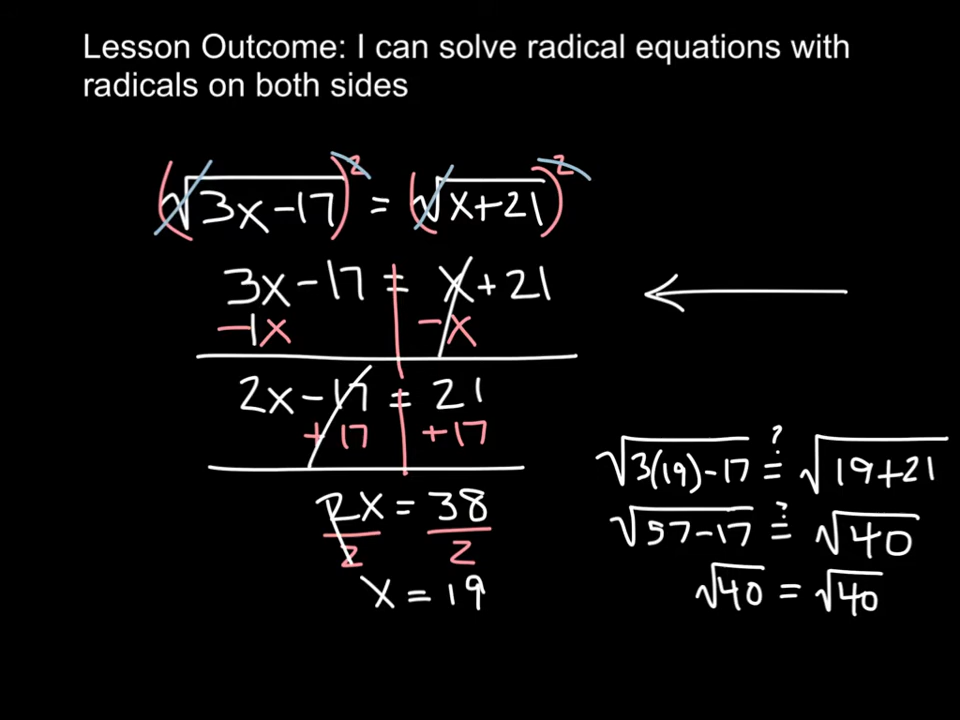 Lesson Outcome: I can solve radical equations with
radicals on both sides
(√(3x-17))² = (√(x+21))²
3x-17 = x+21
-1x -x
2x-17 = 21
+17 +17
2x = 38
2 2
x = 19
√(3(19)-17) ≟ √(19+21)
√(57-17) ≟ √40
√40 = √40